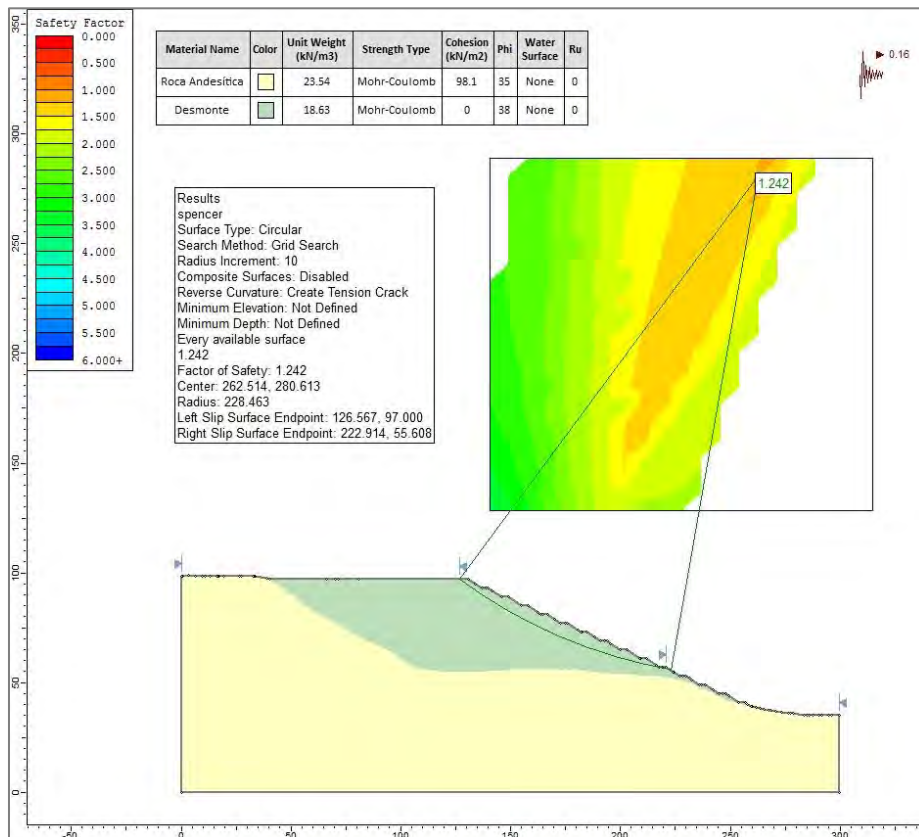 Safety Factor
0.000
0.500
1.000
1.500
2.000
2.500
3.000
3.500
4.000
4.500
5.000
5.500
6.000+
Material Name Color Unit Weight (kN/m3) Strength Type Cohesion (kN/m2) Phi Water Surface Ru
Roca Andesítica 23.54 Mohr-Coulomb 98.1 35 None 0
Desmonte 18.63 Mohr-Coulomb 0 38 None 0
0.16
1.242
Results
spencer
Surface Type: Circular
Search Method: Grid Search
Radius Increment: 10
Composite Surfaces: Disabled
Reverse Curvature: Create Tension Crack
Minimum Elevation: Not Defined
Minimum Depth: Not Defined
Every available surface
1.242
Factor of Safety: 1.242
Center: 262.514, 280.613
Radius: 228.463
Left Slip Surface Endpoint: 126.567, 97.000
Right Slip Surface Endpoint: 222.914, 55.608
350
300
250
200
150
100
50
0
-50 0 50 100 150 200 250 300